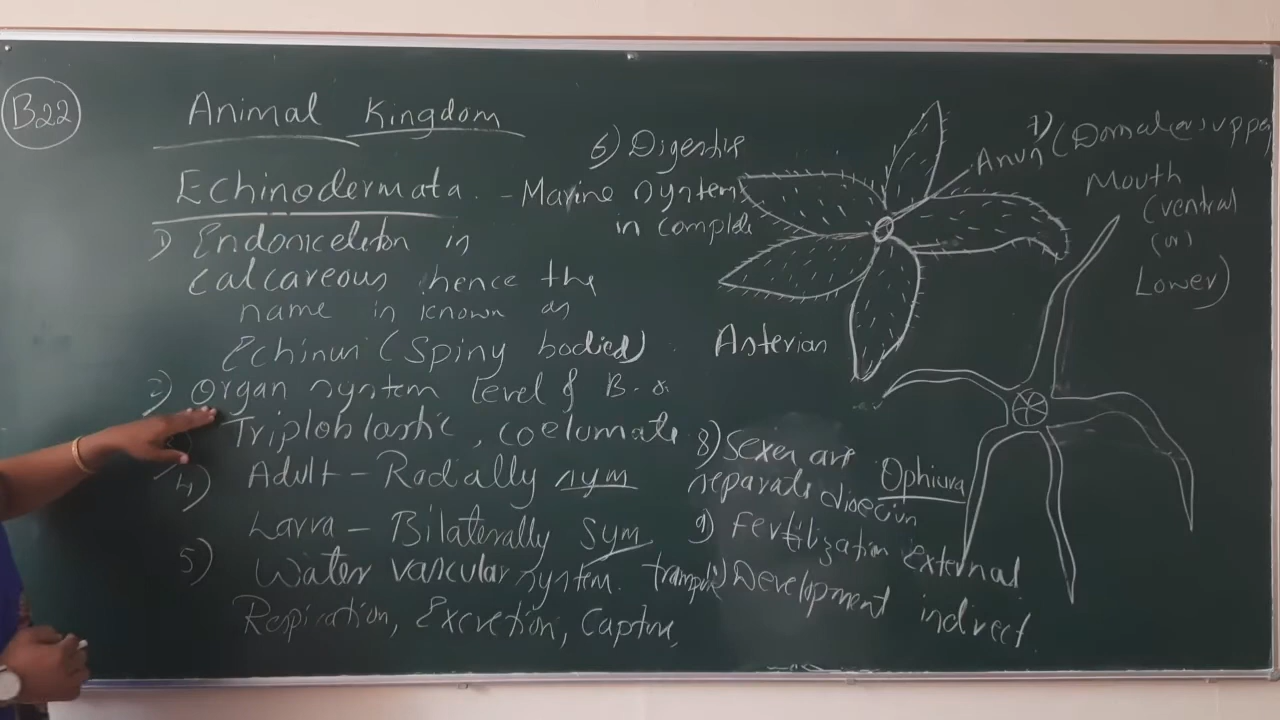 B22
Animal Kingdom
Echinodermata - Marine
1) Endoskeleton is
calcareous hence the
name is known as
Echinus (Spiny bodied)
2) Organ system level of B.O.
Triploblastic, coelomate
4) Adult - Radially sym
Larva - Bilaterally sym
5) Water vascular system.
Respiration, Excretion, Capture,
6) Digestive
system
in complete
7)
Anus (Dorsal (or) upper
Mouth
(ventral
(or)
Lower)
Asterias
8) Sexes are
separate dioecius
Ophiura
9) Fertilization external
Development indirect